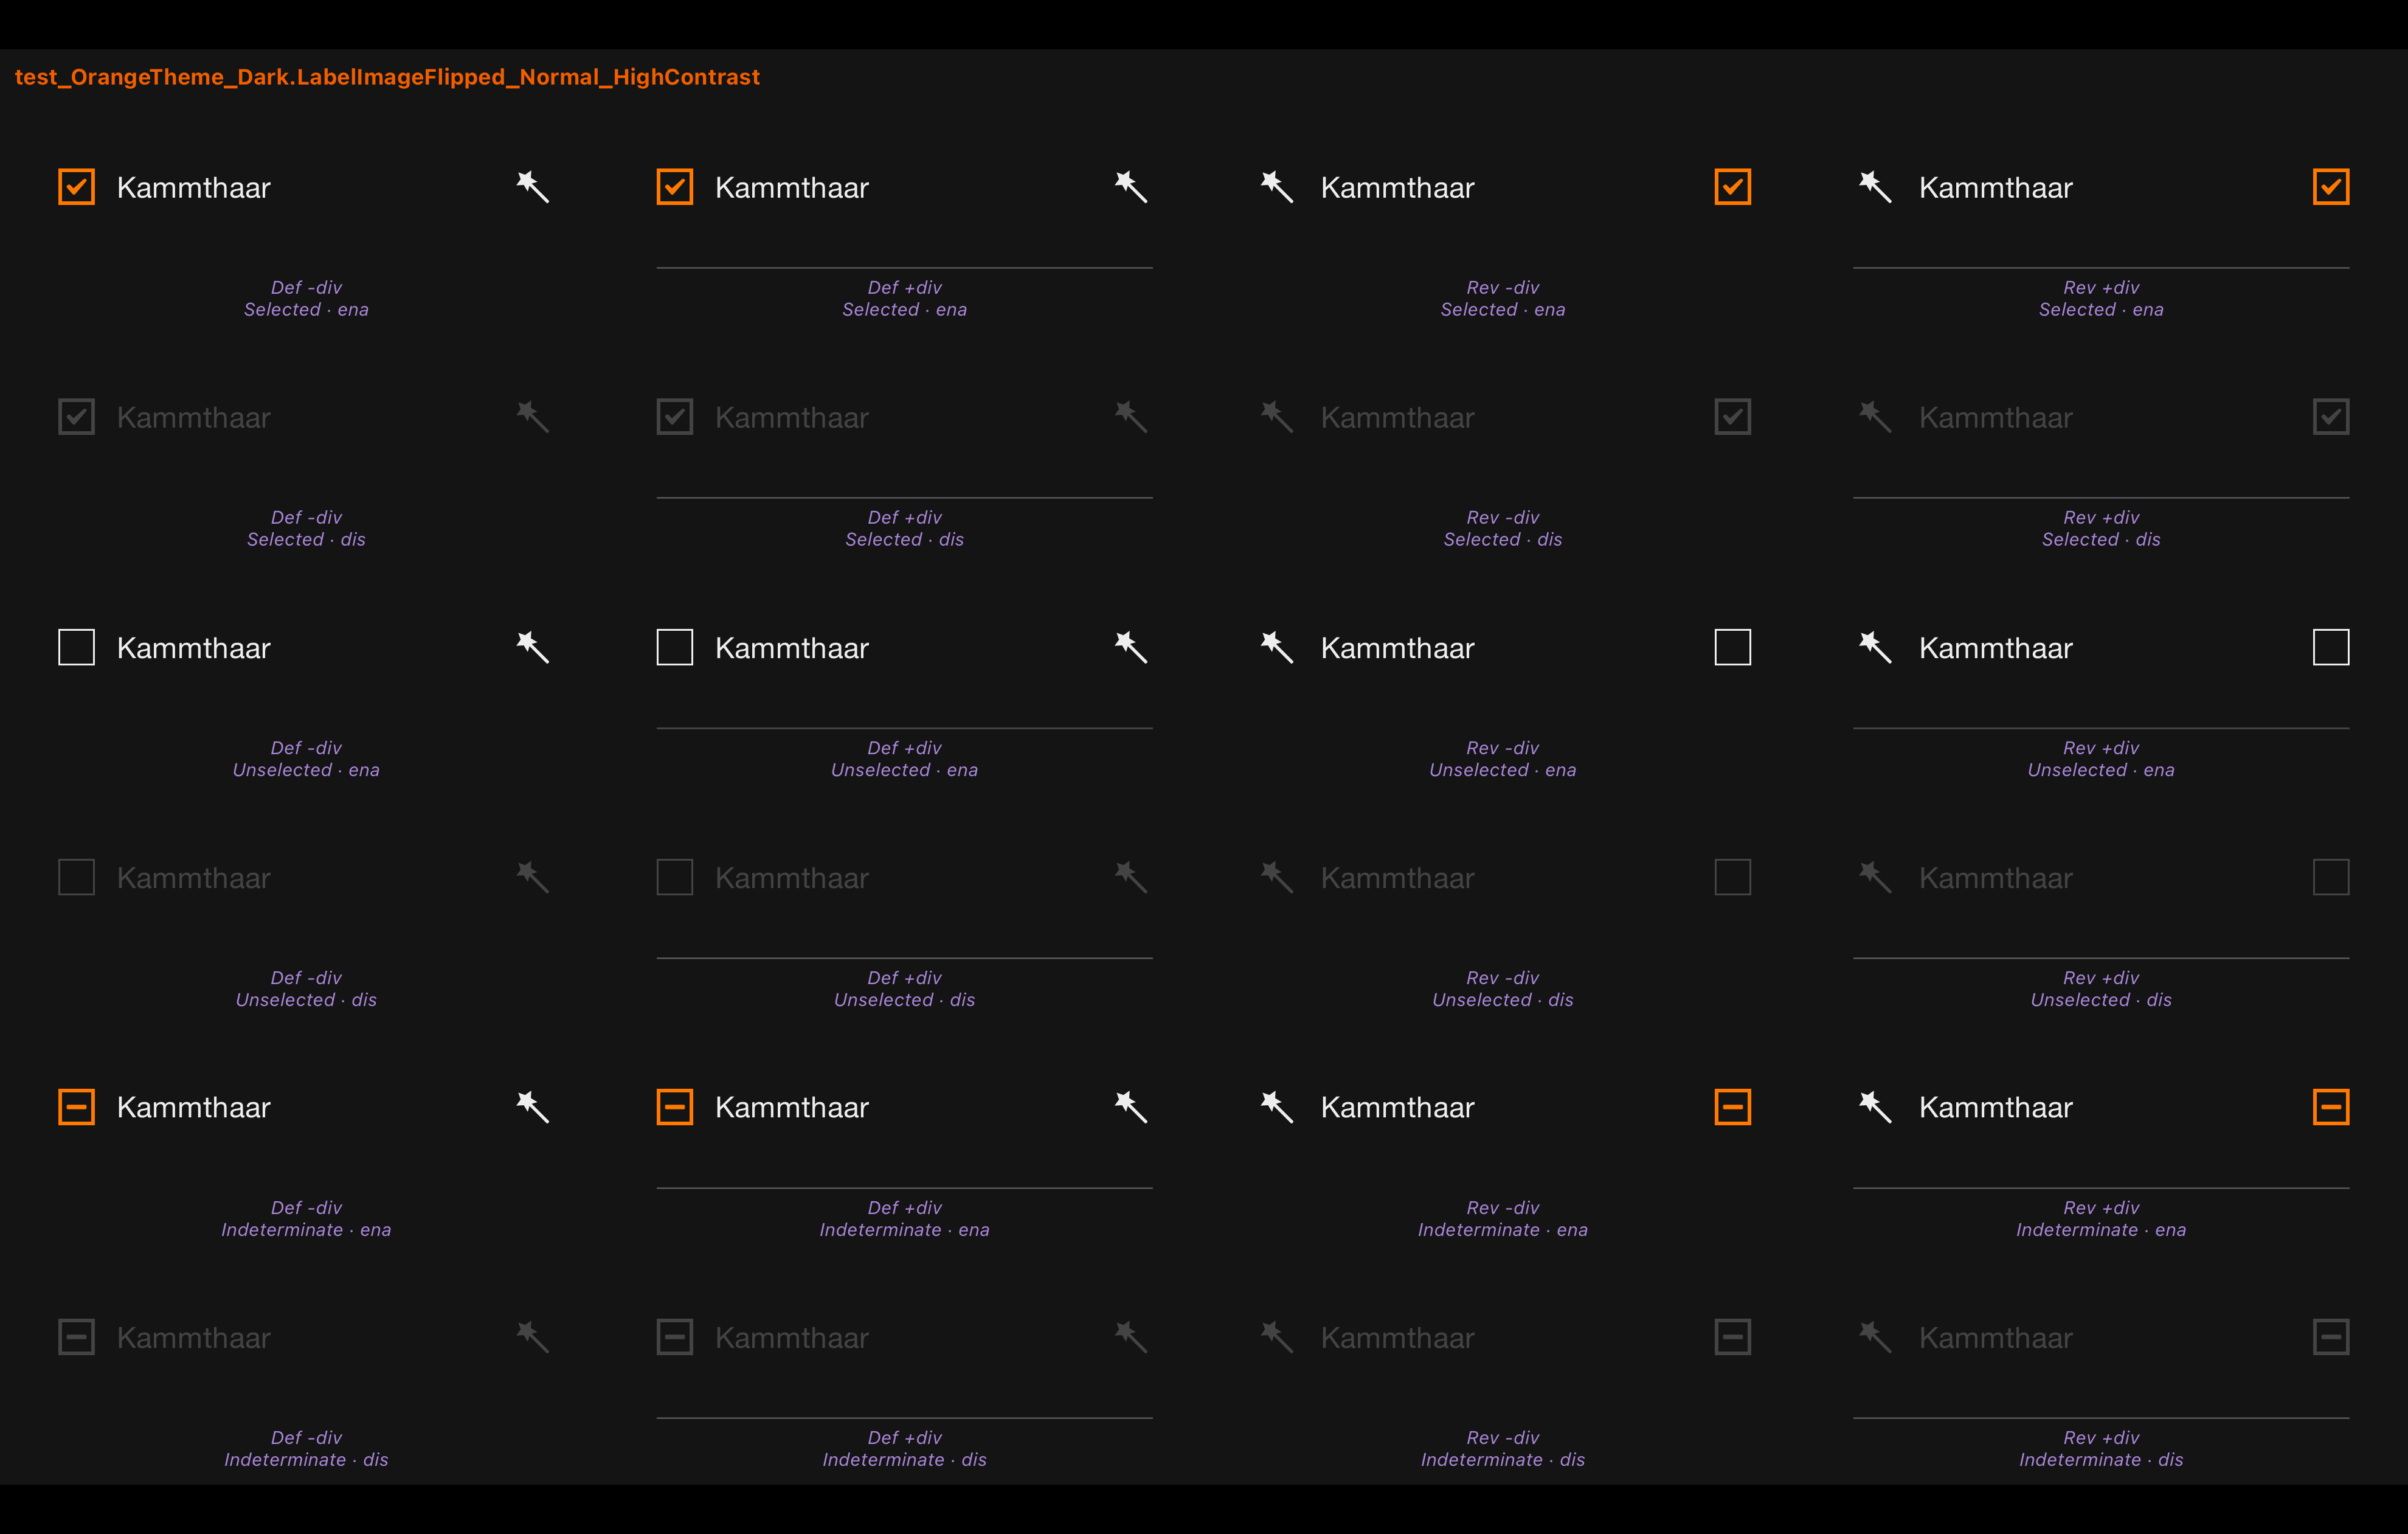 test_OrangeTheme_Dark.LabelImageFlipped_Normal_HighContrast
Kammthaar Kammthaar Kammthaar Kammthaar
Def -div Def +div Rev -div Rev +div
Selected · ena Selected · ena Selected · ena Selected · ena
Kammthaar Kammthaar Kammthaar Kammthaar
Def -div Def +div Rev -div Rev +div
Selected · dis Selected · dis Selected · dis Selected · dis
Kammthaar Kammthaar Kammthaar Kammthaar
Def -div Def +div Rev -div Rev +div
Unselected · ena Unselected · ena Unselected · ena Unselected · ena
Kammthaar Kammthaar Kammthaar Kammthaar
Def -div Def +div Rev -div Rev +div
Unselected · dis Unselected · dis Unselected · dis Unselected · dis
Kammthaar Kammthaar Kammthaar Kammthaar
Def -div Def +div Rev -div Rev +div
Indeterminate · ena Indeterminate · ena Indeterminate · ena Indeterminate · ena
Kammthaar Kammthaar Kammthaar Kammthaar
Def -div Def +div Rev -div Rev +div
Indeterminate · dis Indeterminate · dis Indeterminate · dis Indeterminate · dis